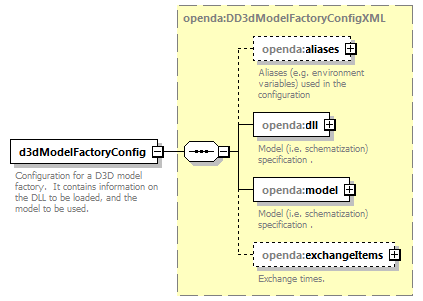 openda:DD3dModelFactoryConfigXML
openda:aliases
Aliases (e.g. environment
variables) used in the
configuration
openda:dll
Model (i.e. schematization)
specification .
d3dModelFactoryConfig
Configuration for a D3D model
factory.  It contains information on
the DLL to be loaded, and the
model to be used.
openda:model
Model (i.e. schematization)
specification .
openda:exchangeItems
Exchange times.